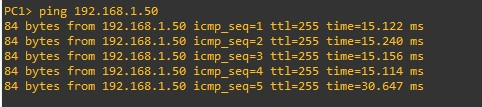 PC1> ping 192.168.1.50
84 bytes from 192.168.1.50 icmp_seq=1 ttl=255 time=15.122 ms
84 bytes from 192.168.1.50 icmp_seq=2 ttl=255 time=15.240 ms
84 bytes from 192.168.1.50 icmp_seq=3 ttl=255 time=15.156 ms
84 bytes from 192.168.1.50 icmp_seq=4 ttl=255 time=15.114 ms
84 bytes from 192.168.1.50 icmp_seq=5 ttl=255 time=30.647 ms